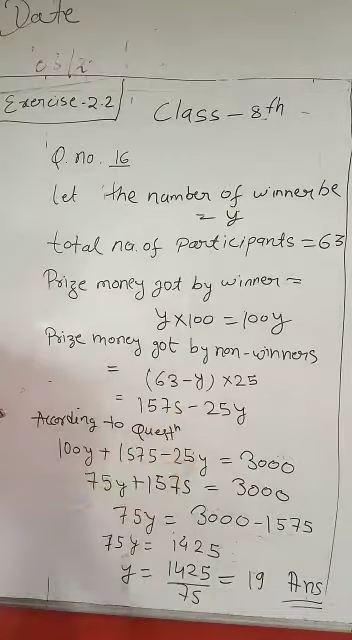 Date
03/2
Exercise-2.2
Class-8th
Q. no. 16
let the number of winner be
= y
total no. of Participants = 63
Prize money got by winner =
y×100 = 100y
Prize money got by non-winners
=
(63-y) ×25
= 1575-25y
According to Questn
100y + 1575-25y = 3000
75y+1575 = 3000
75y = 3000-1575
75y = 1425
y = 1425/75 = 19 Ans